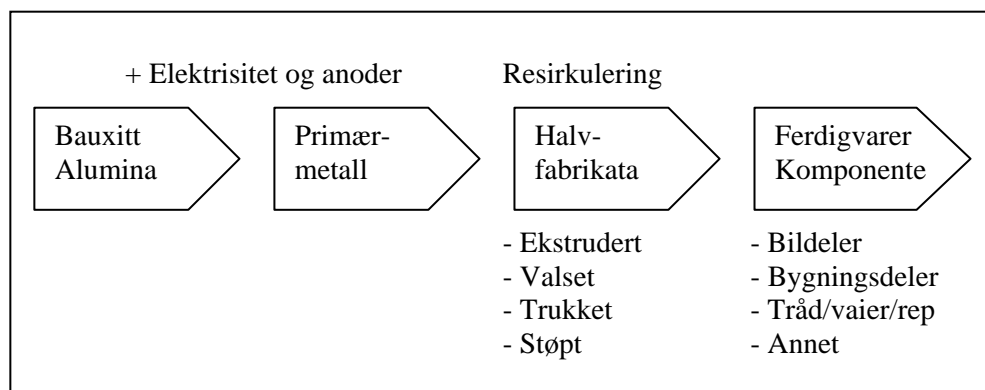 + Elektrisitet og anoder
Resirkulering
Bauxitt
Alumina
Primær-
metall
Halv-
fabrikata
Ferdigvarer
Komponente
- Ekstrudert
- Valset
- Trukket
- Støpt
- Bildeler
- Bygningsdeler
- Tråd/vaier/rep
- Annet